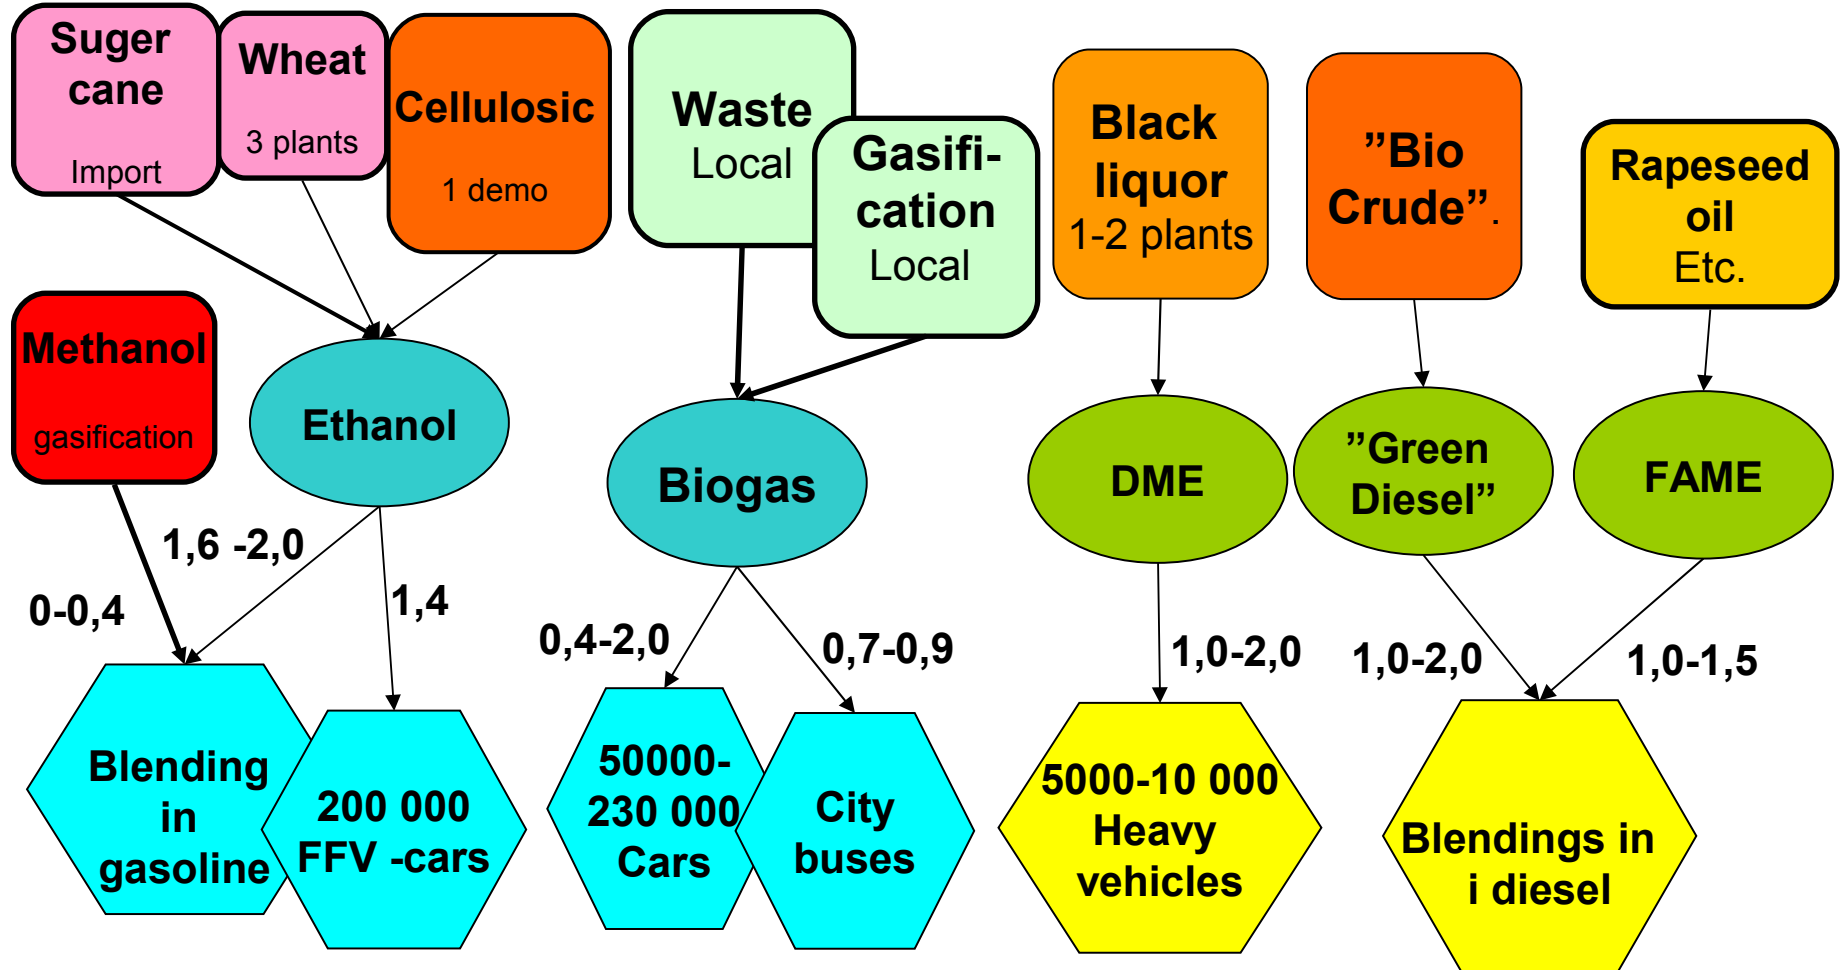 Suger
cane
Import
Wheat
3 plants
Cellulosic
1 demo
Waste
Local
Gasifi-
cation
Local
Black
liquor
1-2 plants
”Bio
Crude”.
Rapeseed
oil
Etc.
Methanol
gasification
Ethanol
Biogas
DME
”Green
Diesel”
FAME
0-0,4
1,6 -2,0
1,4
0,4-2,0
0,7-0,9
1,0-2,0
1,0-2,0
1,0-1,5
Blending
in
gasoline
200 000
FFV -cars
50000-
230 000
Cars
City
buses
5000-10 000
Heavy
vehicles
Blendings in
i diesel